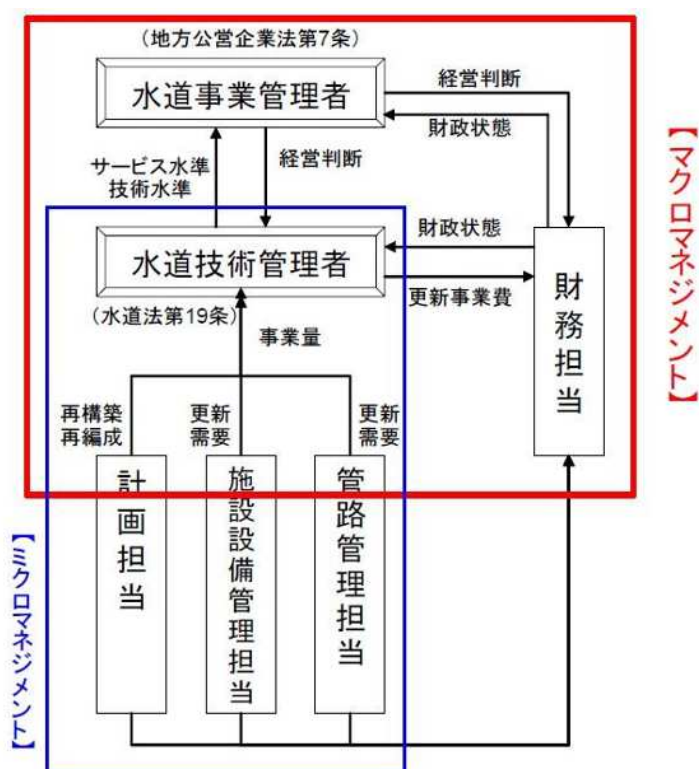 (地方公営企業法第7条)
水道事業管理者
経営判断
財政状態
サービス水準
技術水準
経営判断
財政状態
水道技術管理者
更新事業費
(水道法第19条)
事業量
財務担当
再構築
再編成
更新
需要
更新
需要
計画担当
施設設備管理担当
管路管理担当
【マクロマネジメント】
【ミクロマネジメント】